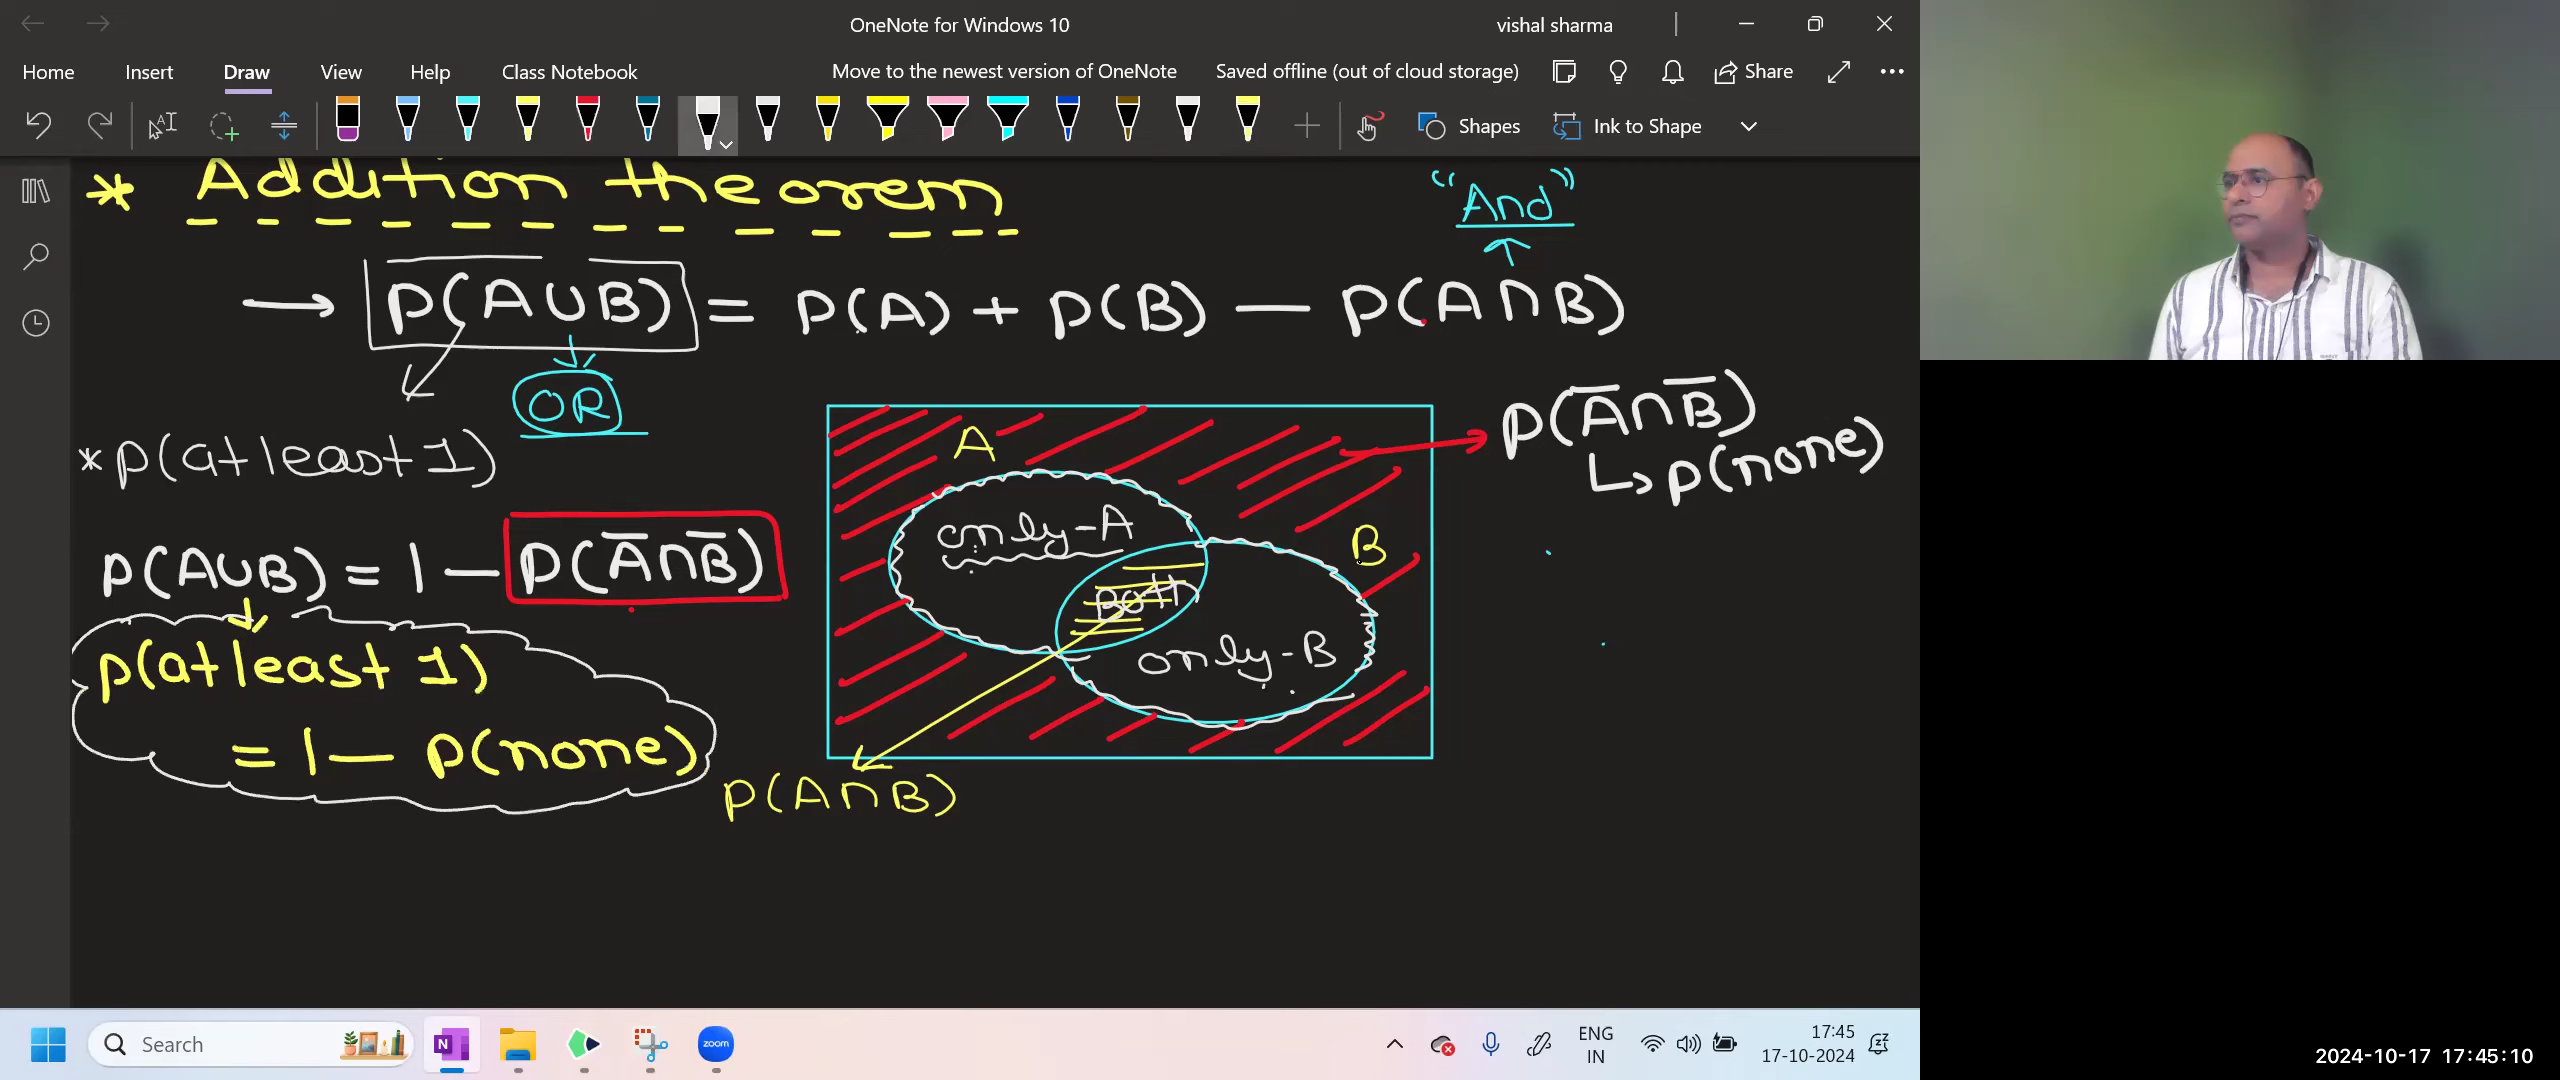 OneNote for Windows 10
vishal sharma
Home Insert Draw View Help Class Notebook
Move to the newest version of OneNote Saved offline (out of cloud storage) Share
Shapes Ink to Shape
* Addition theorem
"And"
→ P(A∪B) = P(A) + P(B) — P(A∩B)
OR
*p(atleast 1)
A
P(A̅∩B̅)
↳ p(none)
only-A
B
P(A∪B) = 1 — P(A̅∩B̅)
Both
only-B
p(atleast 1)
= 1 — p(none)
P(A∩B)
Search
zoom
ENG
IN
17:45
17-10-2024
2024-10-17 17:45:10